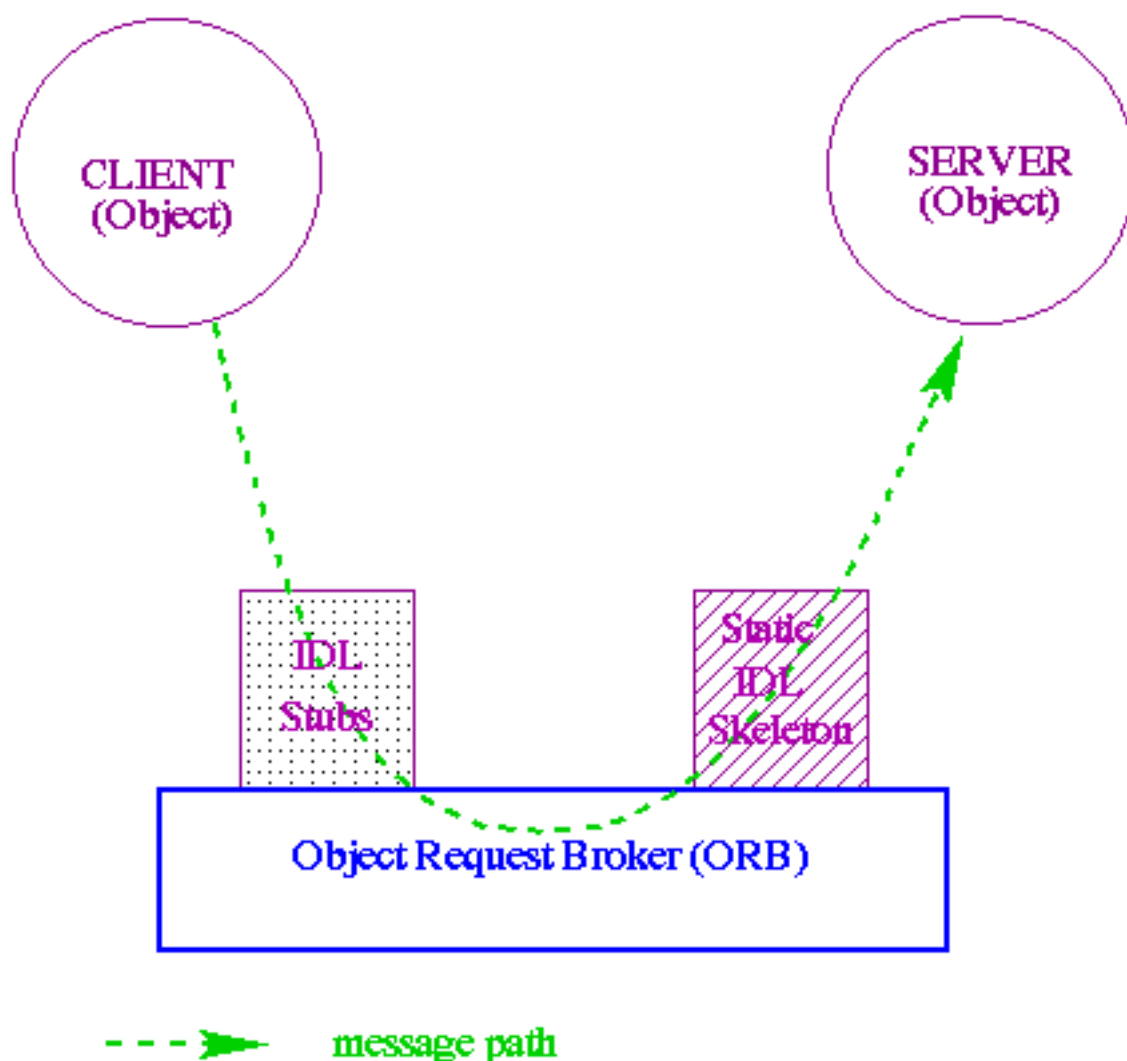 CLIENT
(Object)
SERVER
(Object)
IDL
Stubs
Static
IDL
Skeleton
Object Request Broker (ORB)
message path